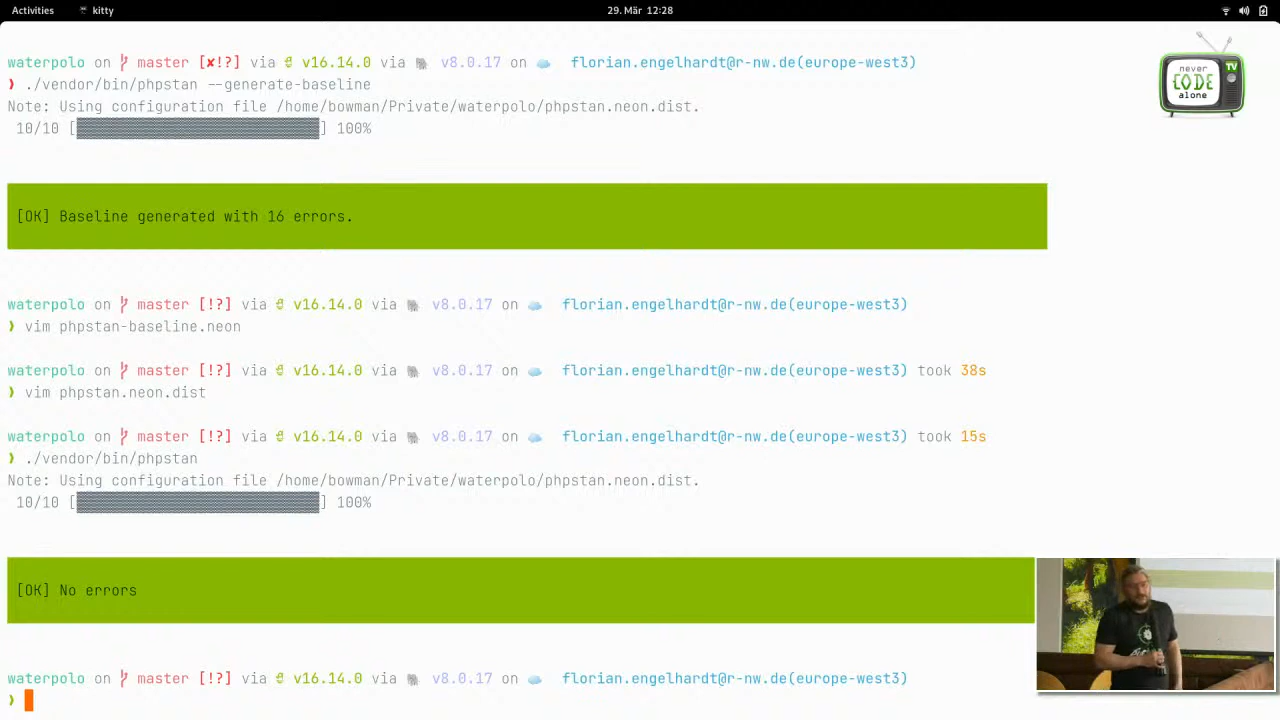 Activities kitty 29. Mär 12:28
waterpolo on master [✘!?] via v16.14.0 via v8.0.17 on florian.engelhardt@r-nw.de(europe-west3)
❯ ./vendor/bin/phpstan --generate-baseline
Note: Using configuration file /home/bowman/Private/waterpolo/phpstan.neon.dist.
10/10 [▓▓▓▓▓▓▓▓▓▓▓▓▓▓▓▓▓▓▓▓▓▓▓▓▓▓▓▓] 100%
[OK] Baseline generated with 16 errors.
waterpolo on master [!?] via v16.14.0 via v8.0.17 on florian.engelhardt@r-nw.de(europe-west3)
❯ vim phpstan-baseline.neon
waterpolo on master [!?] via v16.14.0 via v8.0.17 on florian.engelhardt@r-nw.de(europe-west3) took 38s
❯ vim phpstan.neon.dist
waterpolo on master [!?] via v16.14.0 via v8.0.17 on florian.engelhardt@r-nw.de(europe-west3) took 15s
❯ ./vendor/bin/phpstan
Note: Using configuration file /home/bowman/Private/waterpolo/phpstan.neon.dist.
10/10 [▓▓▓▓▓▓▓▓▓▓▓▓▓▓▓▓▓▓▓▓▓▓▓▓▓▓▓▓] 100%
[OK] No errors
waterpolo on master [!?] via v16.14.0 via v8.0.17 on florian.engelhardt@r-nw.de(europe-west3)
❯
never
CODE
alone
TV